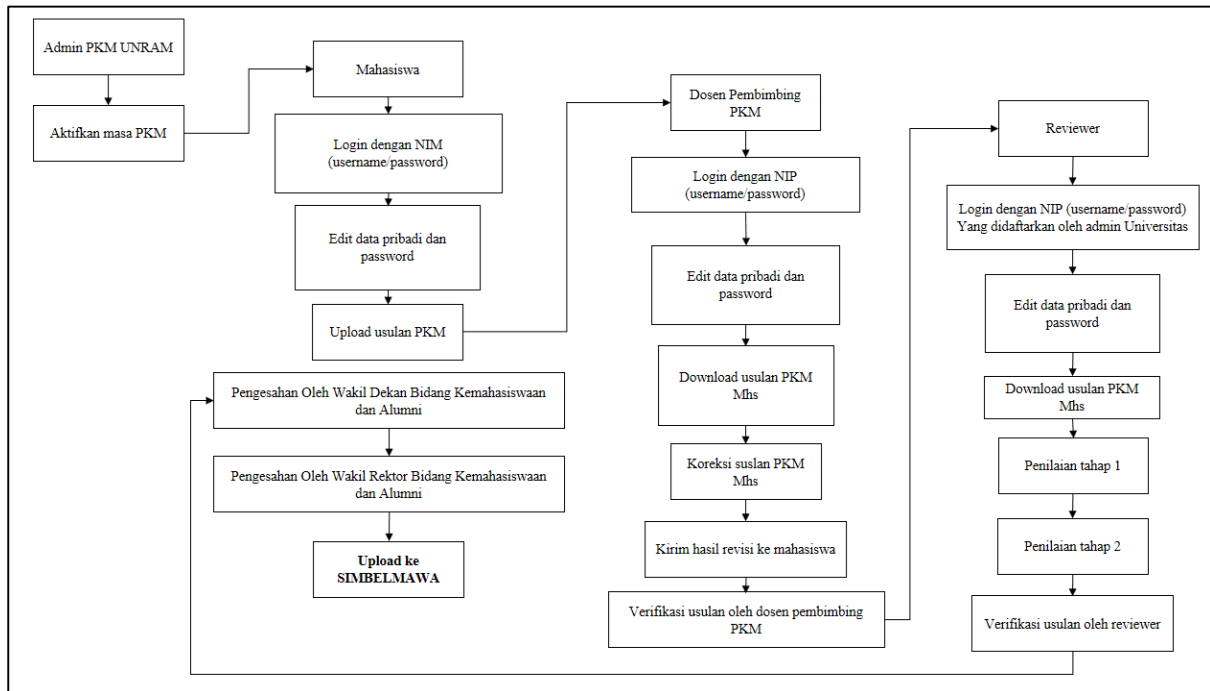 Admin PKM UNRAM
Aktifkan masa PKM
Mahasiswa
Login dengan NIM
(username/password)
Edit data pribadi dan
password
Upload usulan PKM
Dosen Pembimbing
PKM
Login dengan NIP
(username/password)
Edit data pribadi dan
password
Download usulan PKM
Mhs
Koreksi suslan PKM
Mhs
Kirim hasil revisi ke mahasiswa
Verifikasi usulan oleh dosen pembimbing
PKM
Reviewer
Login dengan NIP (username/password)
Yang didaftarkan oleh admin Universitas
Edit data pribadi dan
password
Download usulan PKM
Mhs
Penilaian tahap 1
Penilaian tahap 2
Verifikasi usulan oleh reviewer
Pengesahan Oleh Wakil Dekan Bidang Kemahasiswaan
dan Alumni
Pengesahan Oleh Wakil Rektor Bidang Kemahasiswaan
dan Alumni
Upload ke
SIMBELMAWA